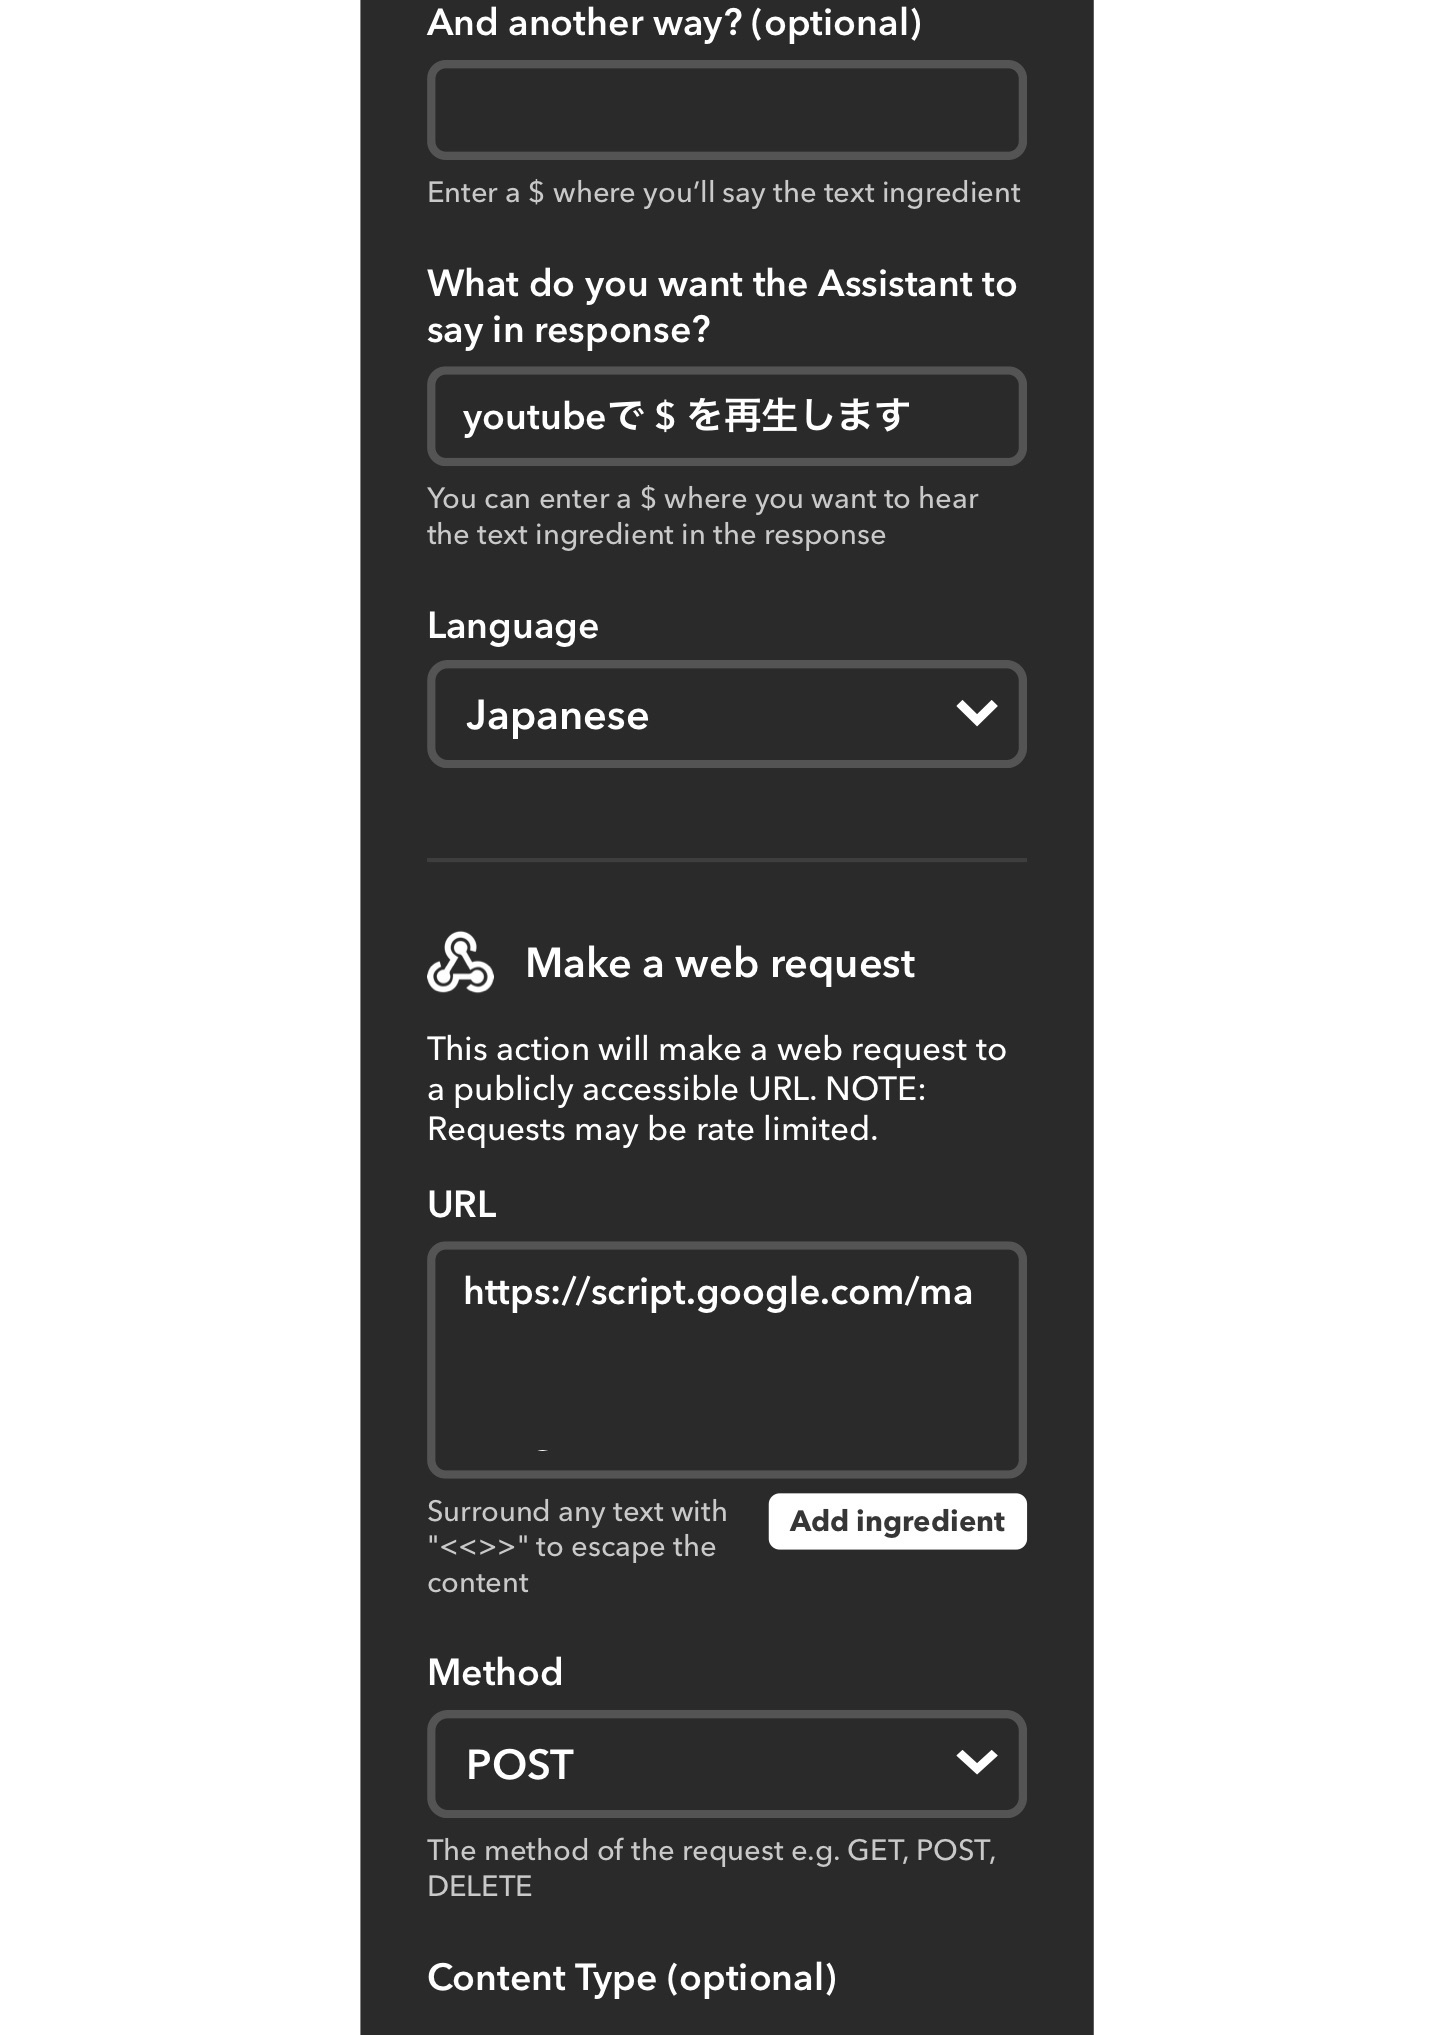 And another way? (optional)
Enter a $ where you'll say the text ingredient
What do you want the Assistant to
say in response?
youtubeで $ を再生します
You can enter a $ where you want to hear
the text ingredient in the response
Language
Japanese
Make a web request
This action will make a web request to
a publicly accessible URL. NOTE:
Requests may be rate limited.
URL
https://script.google.com/ma
Surround any text with
"<<>>" to escape the
content
Add ingredient
Method
POST
The method of the request e.g. GET, POST,
DELETE
Content Type (optional)